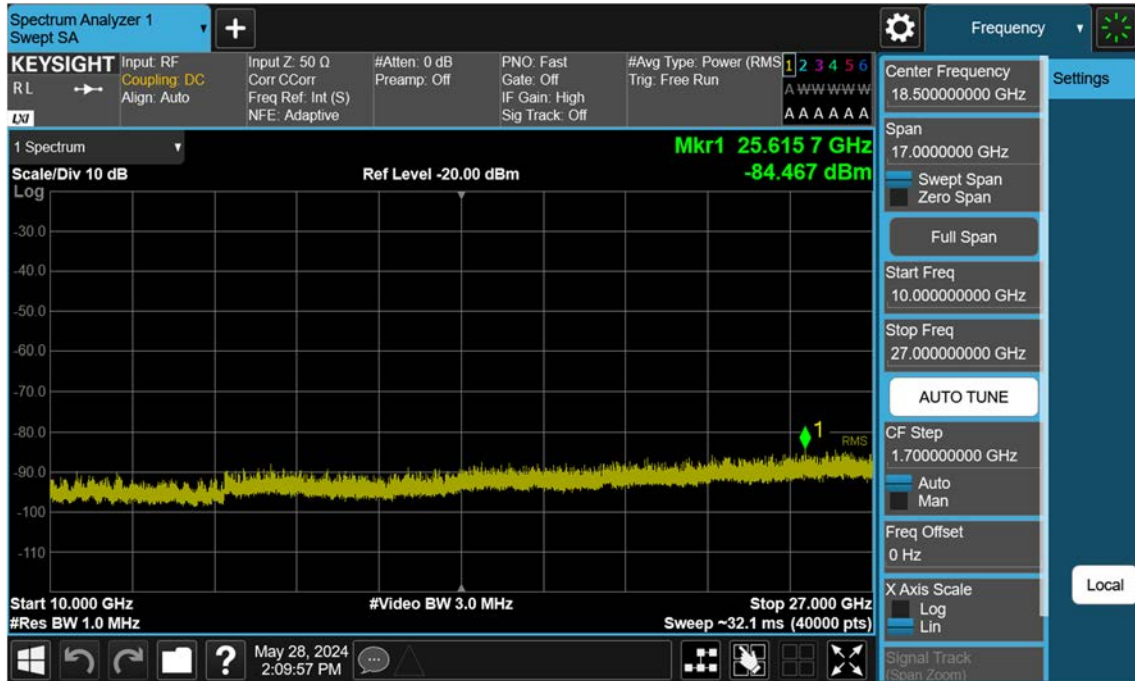 Spectrum Analyzer 1
Swept SA
Frequency
KEYSIGHT
R L
LXI
Input: RF
Coupling: DC
Align: Auto
Input Z: 50 Ω
Corr CCorr
Freq Ref: Int (S)
NFE: Adaptive
#Atten: 0 dB
Preamp: Off
PNO: Fast
Gate: Off
IF Gain: High
Sig Track: Off
#Avg Type: Power (RMS
Trig: Free Run
1 2 3 4 5 6
A W W W W W
A A A A A A
1 Spectrum
Mkr1 25.615 7 GHz
Scale/Div 10 dB
Ref Level -20.00 dBm
-84.467 dBm
Log
-30.0
-40.0
-50.0
-60.0
-70.0
-80.0
1
RMS
-90.0
-100
-110
Start 10.000 GHz
#Video BW 3.0 MHz
Stop 27.000 GHz
#Res BW 1.0 MHz
Sweep ~32.1 ms (40000 pts)
Center Frequency
18.500000000 GHz
Settings
Span
17.0000000 GHz
Swept Span
Zero Span
Full Span
Start Freq
10.000000000 GHz
Stop Freq
27.000000000 GHz
AUTO TUNE
CF Step
1.700000000 GHz
Auto
Man
Freq Offset
0 Hz
X Axis Scale
Log
Lin
Local
Signal Track
(Span Zoom)
?
May 28, 2024
2:09:57 PM